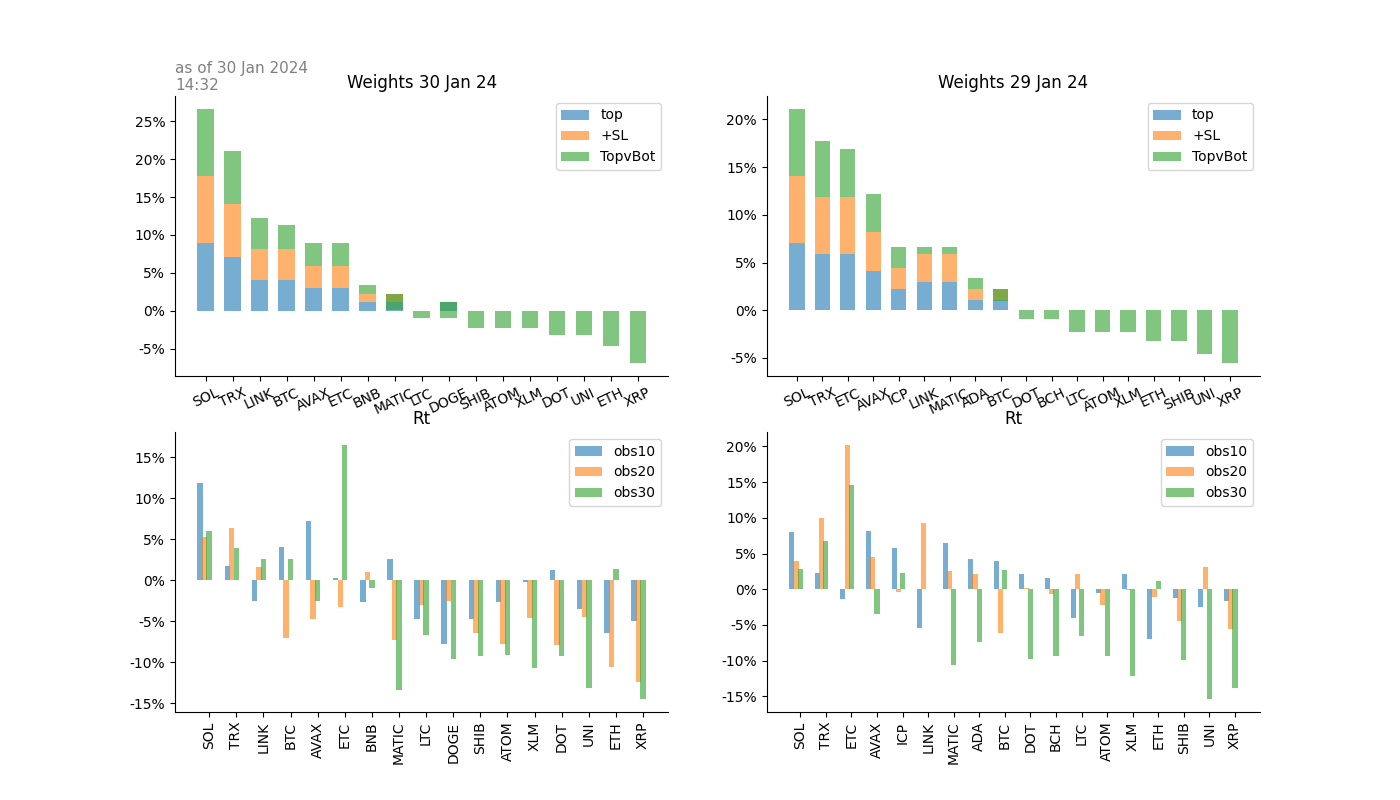 as of 30 Jan 2024
14:32
Weights 30 Jan 24
25%
20%
15%
10%
5%
0%
-5%
top
+SL
TopvBot
SOL TRX LINK BTC AVAX ETC BNB MATIC LTC DOGE SHIB ATOM XLM DOT UNI ETH XRP
Weights 29 Jan 24
20%
15%
10%
5%
0%
-5%
top
+SL
TopvBot
SOL TRX ETC AVAX ICP LINK MATIC ADA BTC DOT BCH LTC ATOM XLM ETH SHIB UNI XRP
Rt
15%
10%
5%
0%
-5%
-10%
-15%
obs10
obs20
obs30
SOL TRX LINK BTC AVAX ETC BNB MATIC LTC DOGE SHIB ATOM XLM DOT UNI ETH XRP
Rt
20%
15%
10%
5%
0%
-5%
-10%
-15%
obs10
obs20
obs30
SOL TRX ETC AVAX ICP LINK MATIC ADA BTC DOT BCH LTC ATOM XLM ETH SHIB UNI XRP